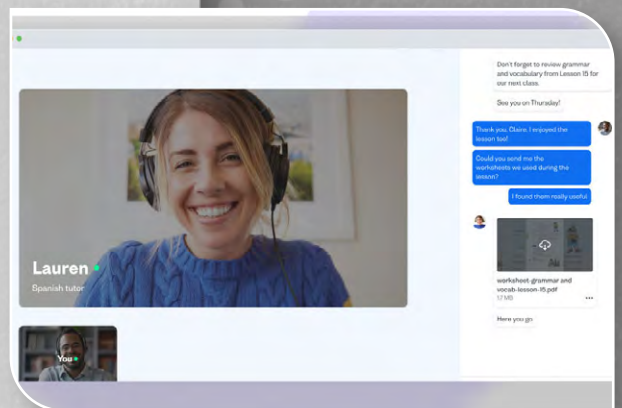 Lauren
Spanish tutor
You
Don't forget to review grammar
and vocabulary from Lesson 15 for
our next class.
See you on Thursday!
Thank you, Claire. I enjoyed the
lesson too!
Could you send me the
worksheets we used during the
lesson?
I found them really useful
worksheet-grammar and
vocab-lesson-15.pdf
1.7 MB
Here you go